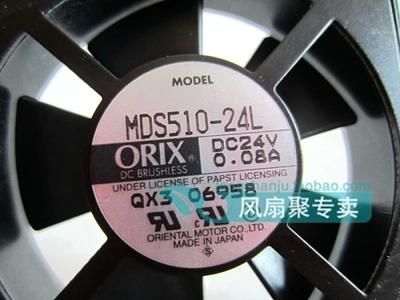 MODEL
MDS510-24L
ORIX®
DC BRUSHLESS
DC24V
0.08A
UNDER LICENSE OF PAPST LICENSING
QX3 06958
c
ORIENTAL MOTOR CO.,LTD.
MADE IN JAPAN
S
风扇聚专卖